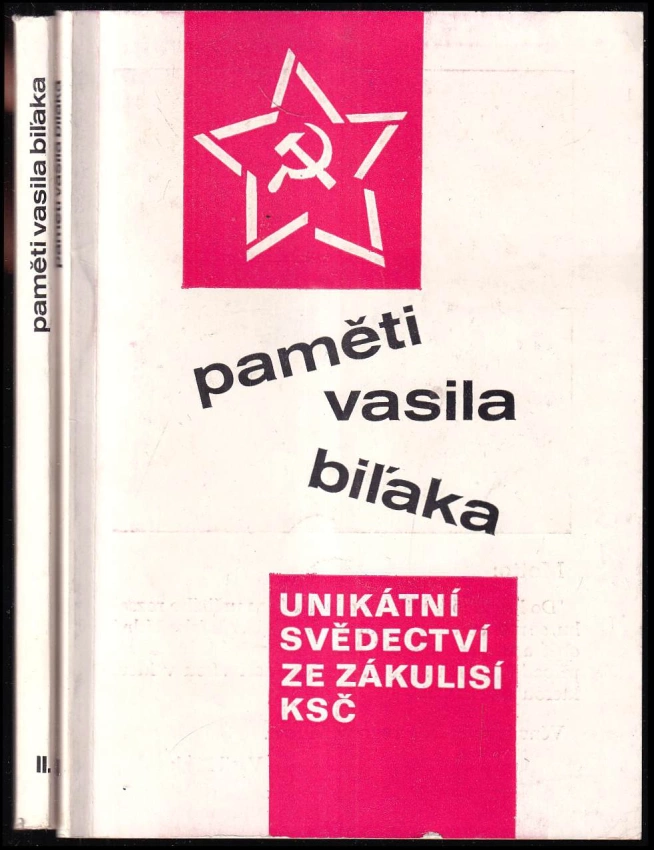 paměti vasila biľaka
paměti vasila biľaka
II.
paměti
vasila
biľaka
UNIKÁTNÍ
SVĚDECTVÍ
ZE ZÁKULISÍ
KSČ